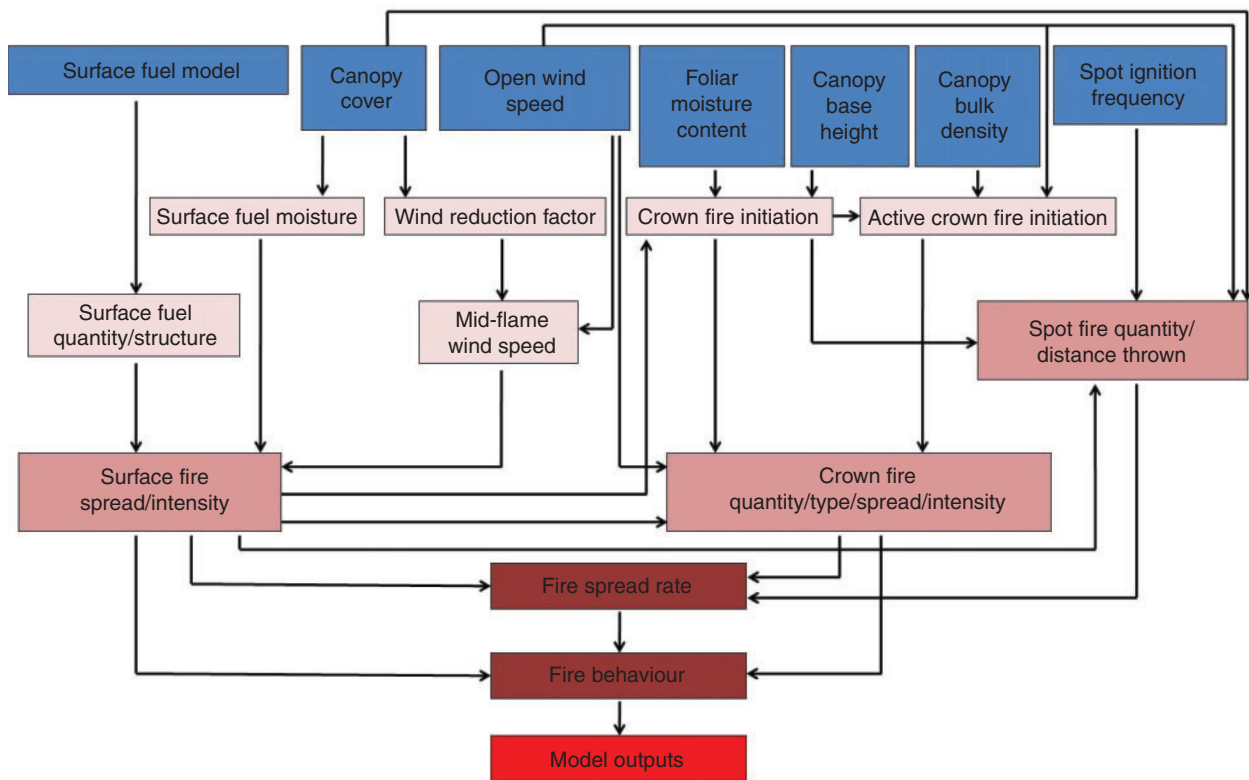 Surface fuel model
Canopy
cover
Open wind
speed
Foliar
moisture
content
Canopy
base
height
Canopy
bulk
density
Spot ignition
frequency
Surface fuel moisture
Wind reduction factor
Crown fire initiation
Active crown fire initiation
Surface fuel
quantity/structure
Mid-flame
wind speed
Spot fire quantity/
distance thrown
Surface fire
spread/intensity
Crown fire
quantity/type/spread/intensity
Fire spread rate
Fire behaviour
Model outputs